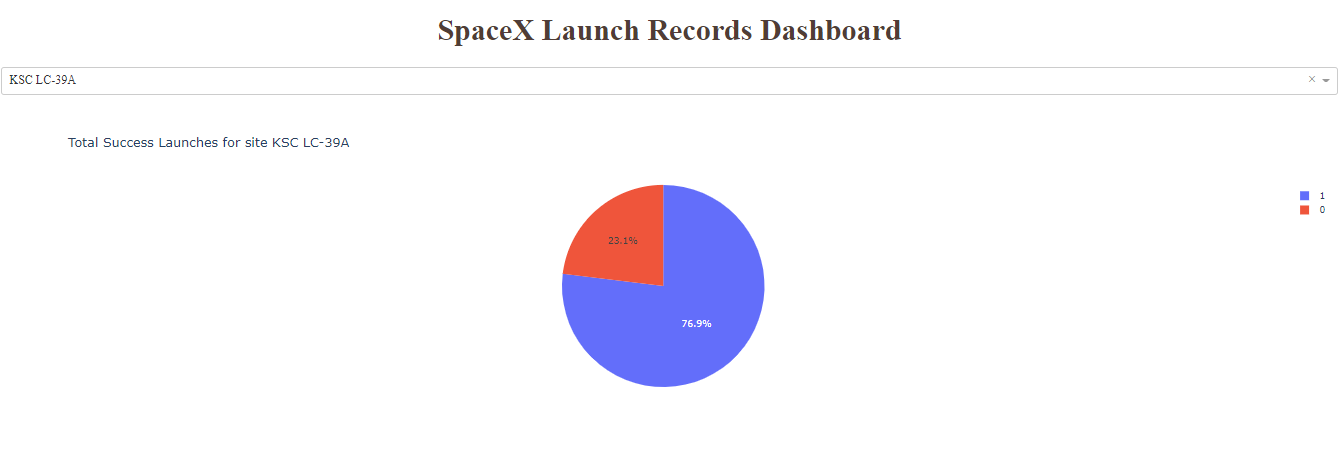 SpaceX Launch Records Dashboard
KSC LC-39A
Total Success Launches for site KSC LC-39A
1
0
23.1%
76.9%